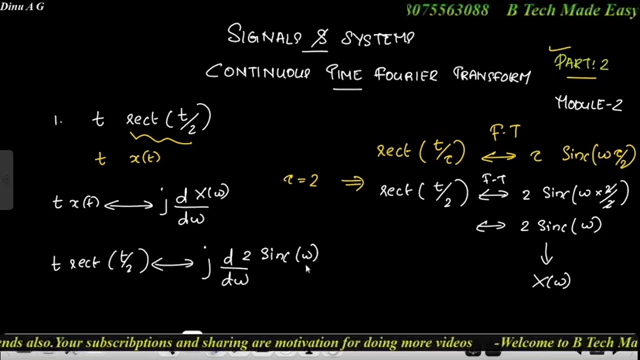 Dinu A G
8075563088 B Tech Made Easy
SIGNALS & SYSTEMS
CONTINUOUS TIME FOURIER TRANSFORM
PART: 2
MODULE-2
1. t rect(t/2)
t x(t)
rect(t/τ) F.T ↔ τ Sinc(ωτ/2)
τ=2 ⇒ rect(t/2) F.T ↔ 2 Sinc(ω×2/2)
↔ 2 Sinc(ω)
↓
X(ω)
t x(t) ↔ j d X(ω)/dω
t rect(t/2) ↔ j d 2 Sinc(ω)/dω
ends also.Your subscribtions and sharing are motivation for doing more videos -Welcome to B Tech Made